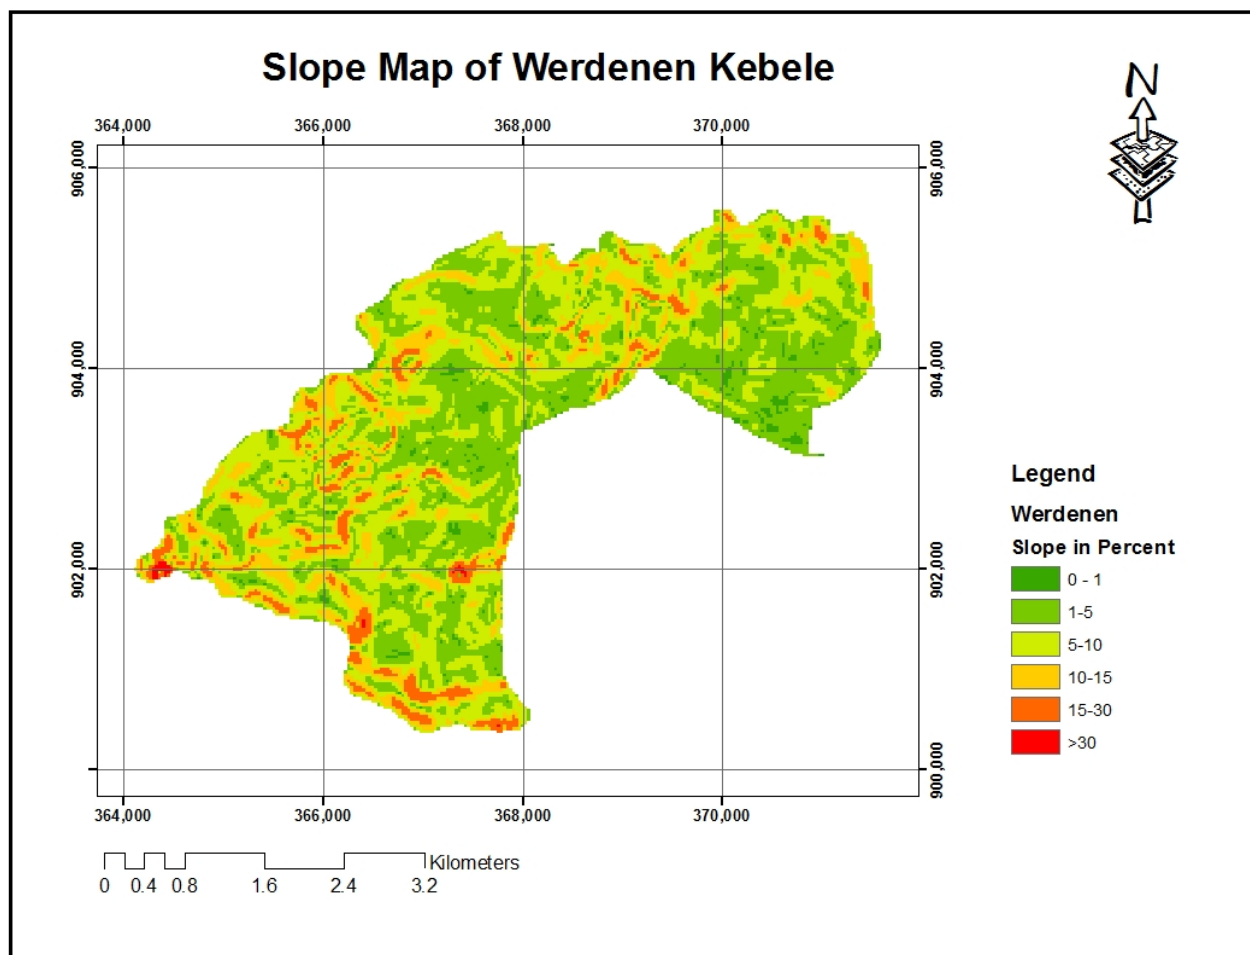 Slope Map of Werdenen Kebele
N
364,000 366,000 368,000 370,000
906,000 906,000
904,000 904,000
902,000 902,000
900,000
364,000 366,000 368,000 370,000
Legend
Werdenen
Slope in Percent
0 - 1
1-5
5-10
10-15
15-30
>30
Kilometers
0 0.4 0.8 1.6 2.4 3.2